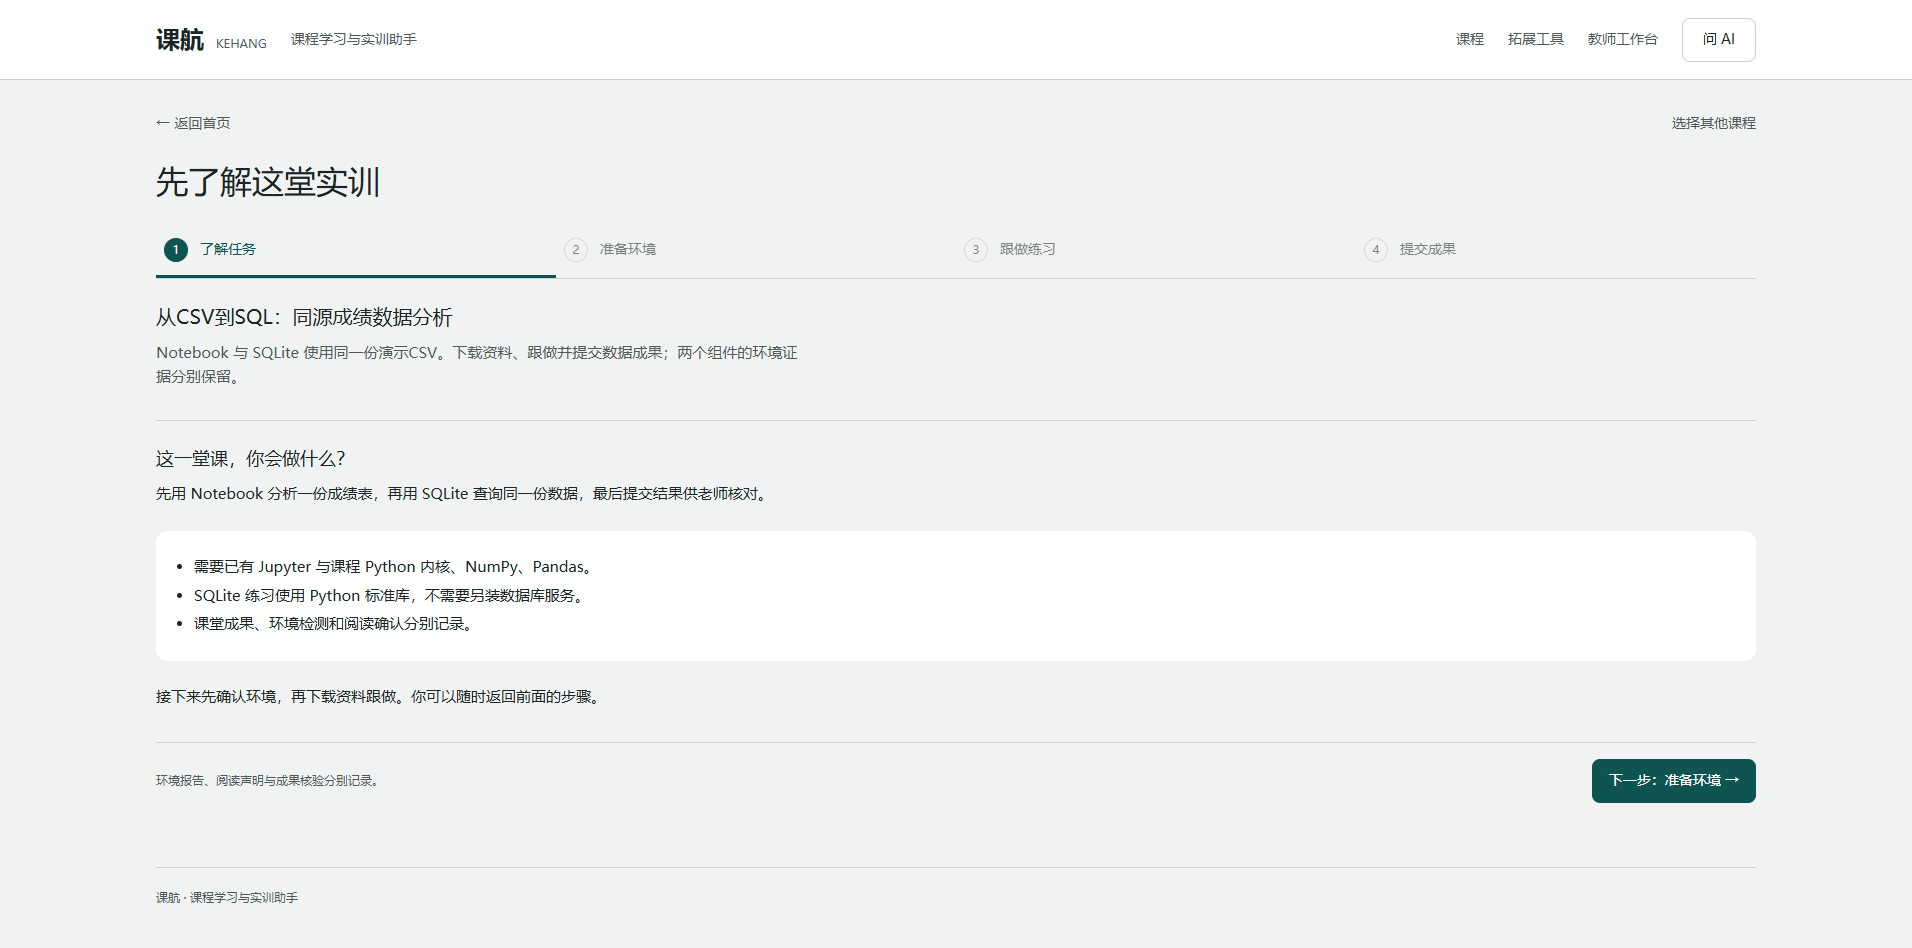 课航 KEHANG 课程学习与实训助手 课程 拓展工具 教师工作台 问 AI
← 返回首页 选择其他课程
先了解这堂实训
1 了解任务 2 准备环境 3 跟做练习 4 提交成果
从CSV到SQL：同源成绩数据分析
Notebook 与 SQLite 使用同一份演示CSV。下载资料、跟做并提交数据成果；两个组件的环境证
据分别保留。
这一堂课，你会做什么？
先用 Notebook 分析一份成绩表，再用 SQLite 查询同一份数据，最后提交结果供老师核对。
• 需要已有 Jupyter 与课程 Python 内核、NumPy、Pandas。
• SQLite 练习使用 Python 标准库，不需要另装数据库服务。
• 课堂成果、环境检测和阅读确认分别记录。
接下来先确认环境，再下载资料跟做。你可以随时返回前面的步骤。
环境报告、阅读声明与成果核验分别记录。 下一步：准备环境 →
课航 · 课程学习与实训助手